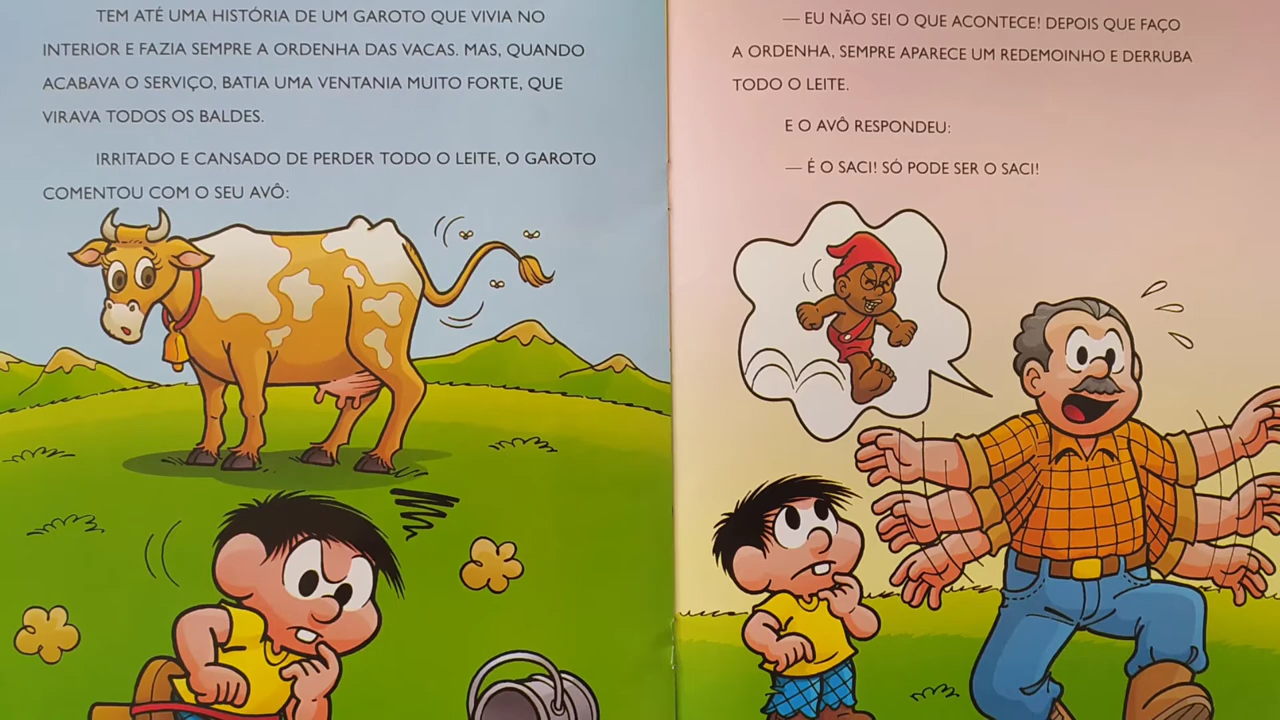 TEM ATÉ UMA HISTÓRIA DE UM GAROTO QUE VIVIA NO
INTERIOR E FAZIA SEMPRE A ORDENHA DAS VACAS. MAS, QUANDO
ACABAVA O SERVIÇO, BATIA UMA VENTANIA MUITO FORTE, QUE
VIRAVA TODOS OS BALDES.
IRRITADO E CANSADO DE PERDER TODO O LEITE, O GAROTO
COMENTOU COM O SEU AVÔ:
— EU NÃO SEI O QUE ACONTECE! DEPOIS QUE FAÇO
A ORDENHA, SEMPRE APARECE UM REDEMOINHO E DERRUBA
TODO O LEITE.
E O AVÔ RESPONDEU:
— É O SACI! SÓ PODE SER O SACI!